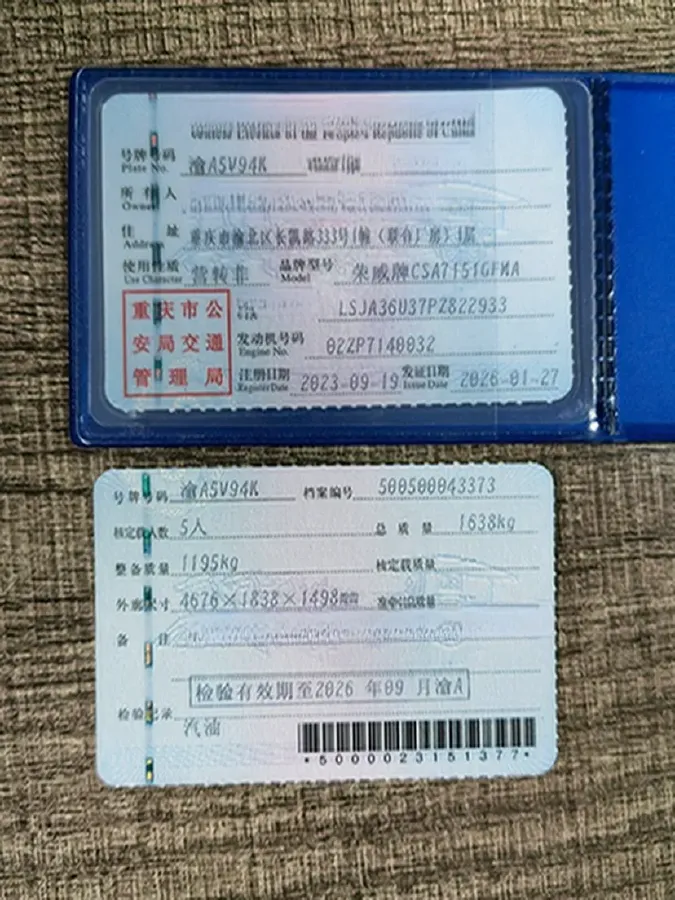 号牌号码 渝A5V94K
Plate No.
所有人
Owner
住址 重庆市渝北区长凯路333号1幢(联合厂房)1层
Address
使用性质 营转非 品牌型号 荣威牌CSA7151GFMA
Use Character Model
重庆市公安局交通管理局
LSJA36U37PZ822933
发动机号码 02ZP7140032
Engine No.
注册日期 2023-09-19 发证日期 2026-01-27
Register Date Issue Date
号牌号码 渝A5V94K 档案编号 500500043373
核定载人数 5人 总质量 1638kg
整备质量 1195kg 核定载质量
外廓尺寸 4676×1838×1498
备注
检验有效期至2026 年09 月渝A
检验记录
汽油
*5000023151377*